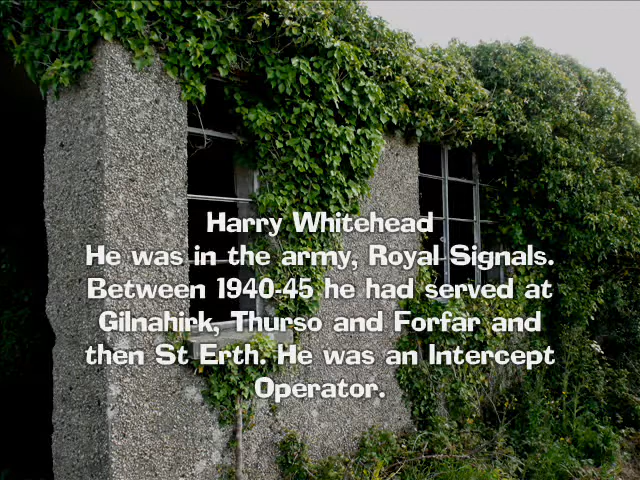 Harry Whitehead
He was in the army, Royal Signals.
Between 1940-45 he had served at
Gilnahirk, Thurso and Forfar and
then St Erth. He was an Intercept
Operator.